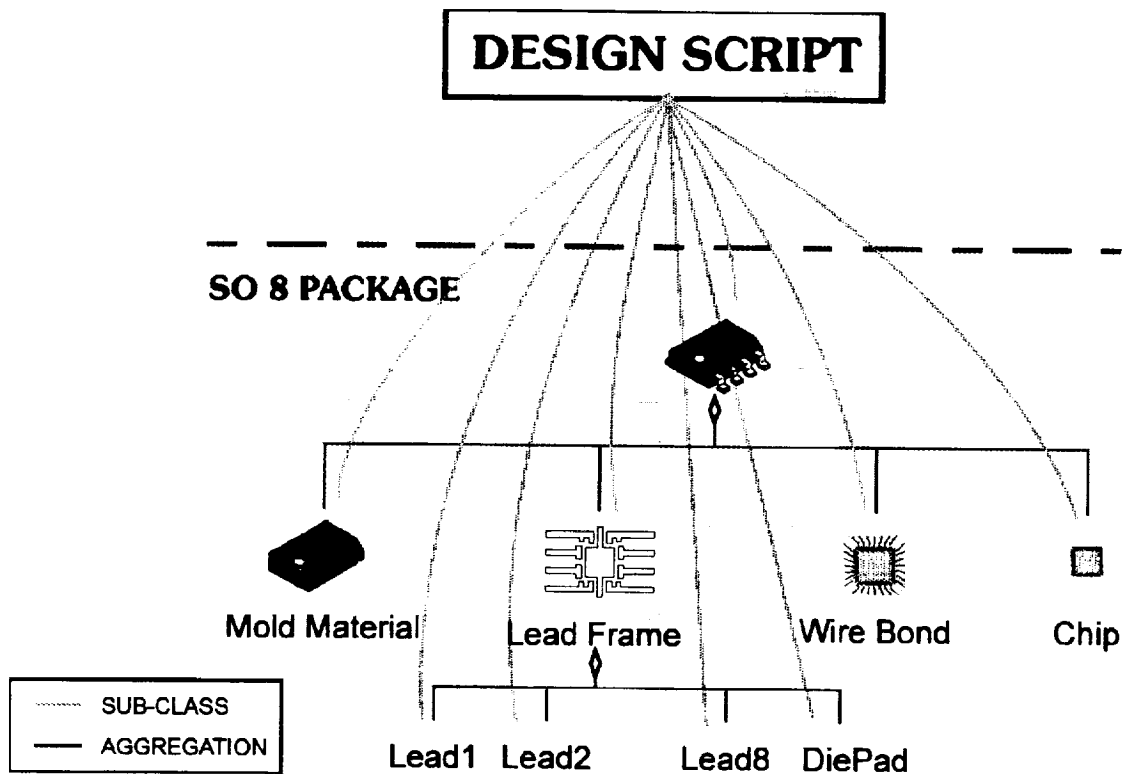 DESIGN SCRIPT
SO 8 PACKAGE
Mold Material
Lead Frame
Wire Bond
Chip
SUB-CLASS
AGGREGATION
Lead1
Lead2
Lead8
DiePad